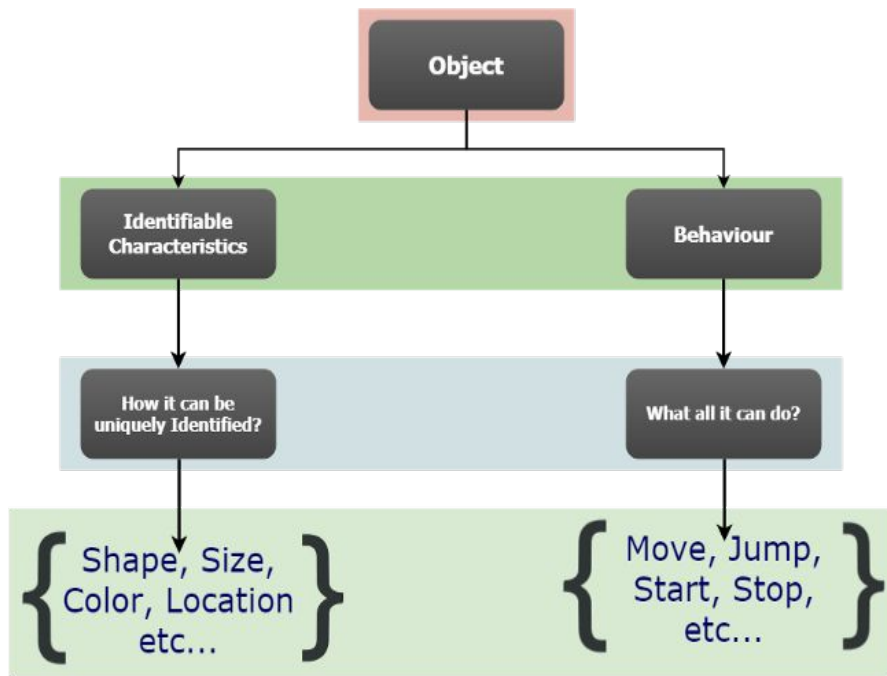 Object
Identifiable
Characteristics
Behaviour
How it can be
uniquely Identified?
What all it can do?
{ Shape, Size,
Color, Location
etc... }
{ Move, Jump,
Start, Stop,
etc... }